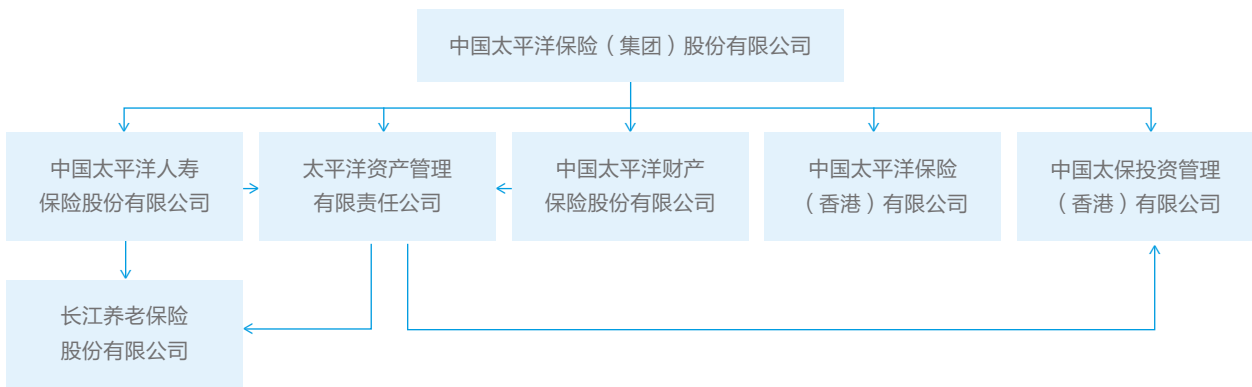 中国太平洋保险（集团）股份有限公司
中国太平洋人寿
保险股份有限公司
太平洋资产管理
有限责任公司
中国太平洋财产
保险股份有限公司
中国太平洋保险
（香港）有限公司
中国太保投资管理
（香港）有限公司
长江养老保险
股份有限公司